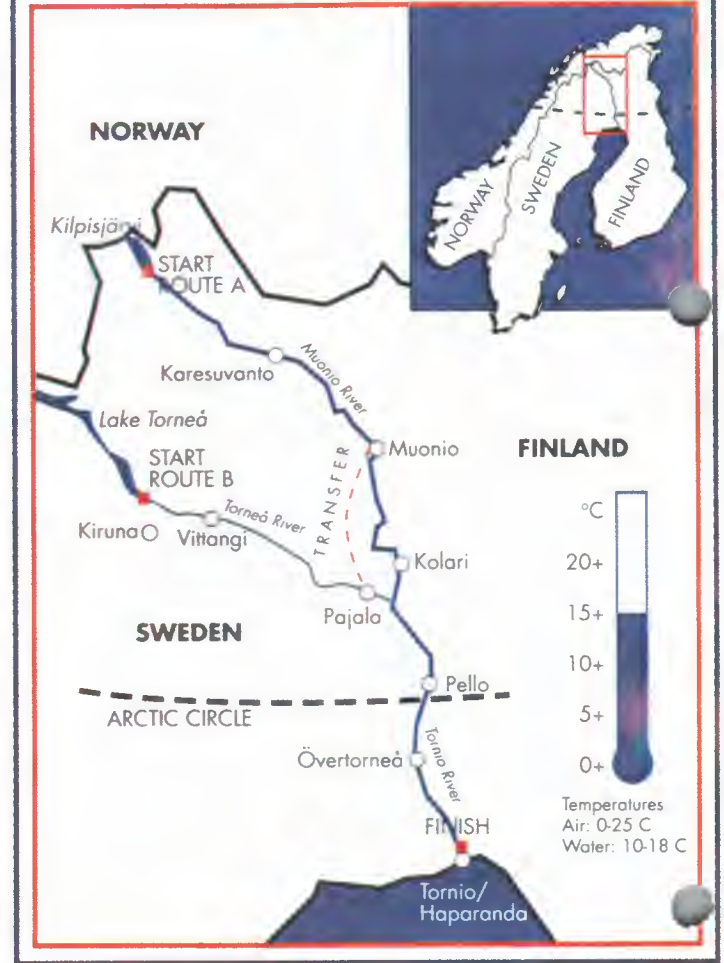 NORWAY
NORWAY
SWEDEN
FINLAND
Kilpisjärvi
START
ROUTE A
Karesuvanto
Muonio River
Lake Torneå
START
ROUTE B
TRANSFER
Muonio
FINLAND
Kiruna
Vittangi
Torneå River
Kolari
Pajala
°C
20+
15+
10+
5+
0+
SWEDEN
Pello
ARCTIC CIRCLE
Övertorneå
Tornio River
FINISH
Tornio/
Haparanda
Temperatures
Air: 0-25 C
Water: 10-18 C